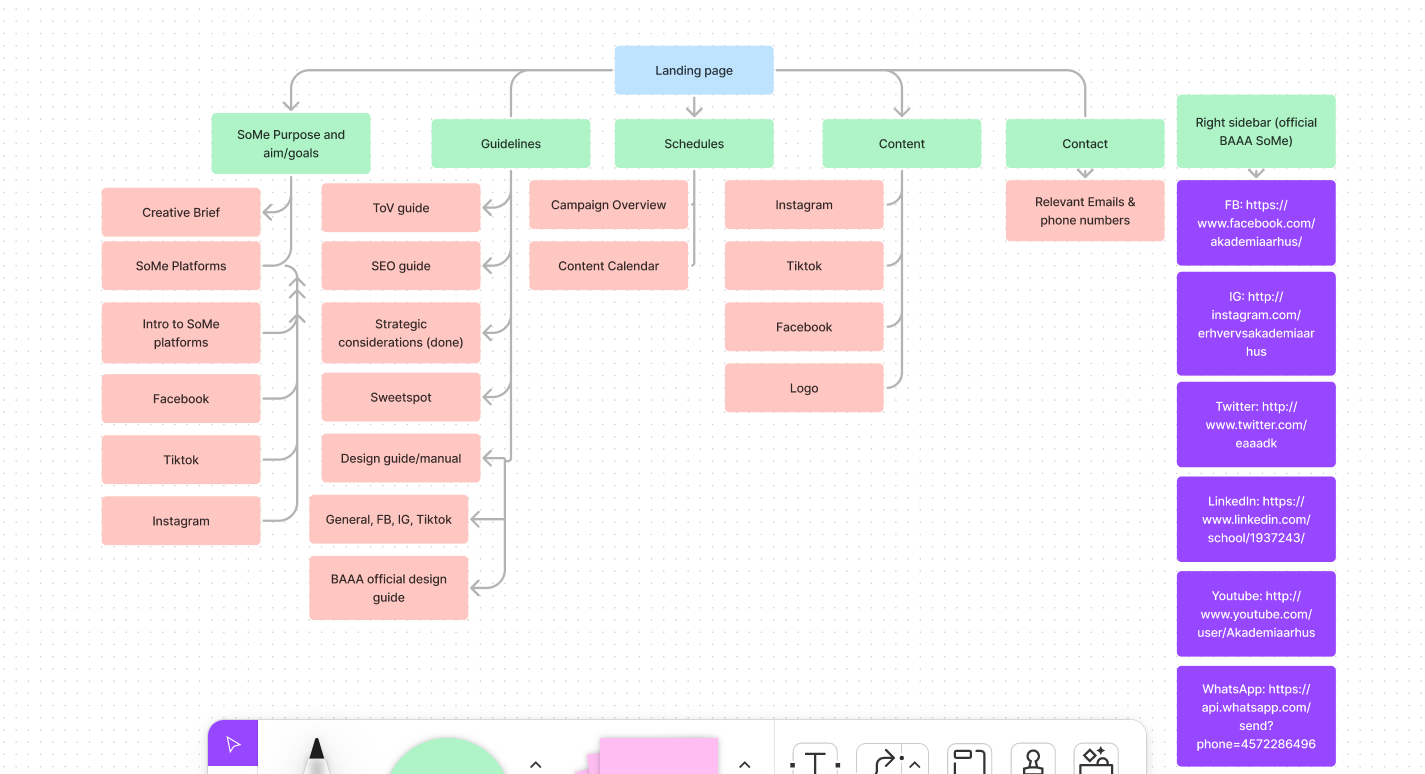 Landing page
SoMe Purpose and
aim/goals
Creative Brief
SoMe Platforms
Intro to SoMe
platforms
Facebook
Tiktok
Instagram
Guidelines
ToV guide
SEO guide
Strategic
considerations (done)
Sweetspot
Design guide/manual
General, FB, IG, Tiktok
BAAA official design
guide
Schedules
Campaign Overview
Content Calendar
Content
Instagram
Tiktok
Facebook
Logo
Contact
Relevant Emails &
phone numbers
Right sidebar (official
BAAA SoMe)
FB: https://
www.facebook.com/
akademiaarhus/
IG: http://
instagram.com/
erhvervsakademiaar
hus
Twitter: http://
www.twitter.com/
eaaadk
LinkedIn: https://
www.linkedin.com/
school/1937243/
Youtube: http://
www.youtube.com/
user/Akademiaarhus
WhatsApp: https://
api.whatsapp.com/
send?
phone=4572286496